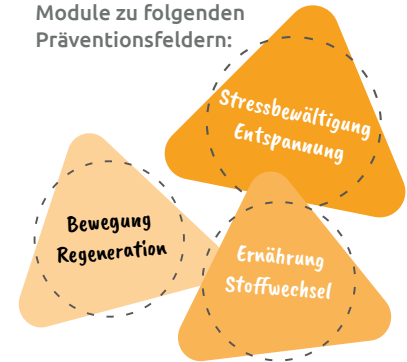 Module zu folgenden
Präventionsfeldern:
Stressbewältigung
Entspannung
Bewegung
Regeneration
Ernährung
Stoffwechsel